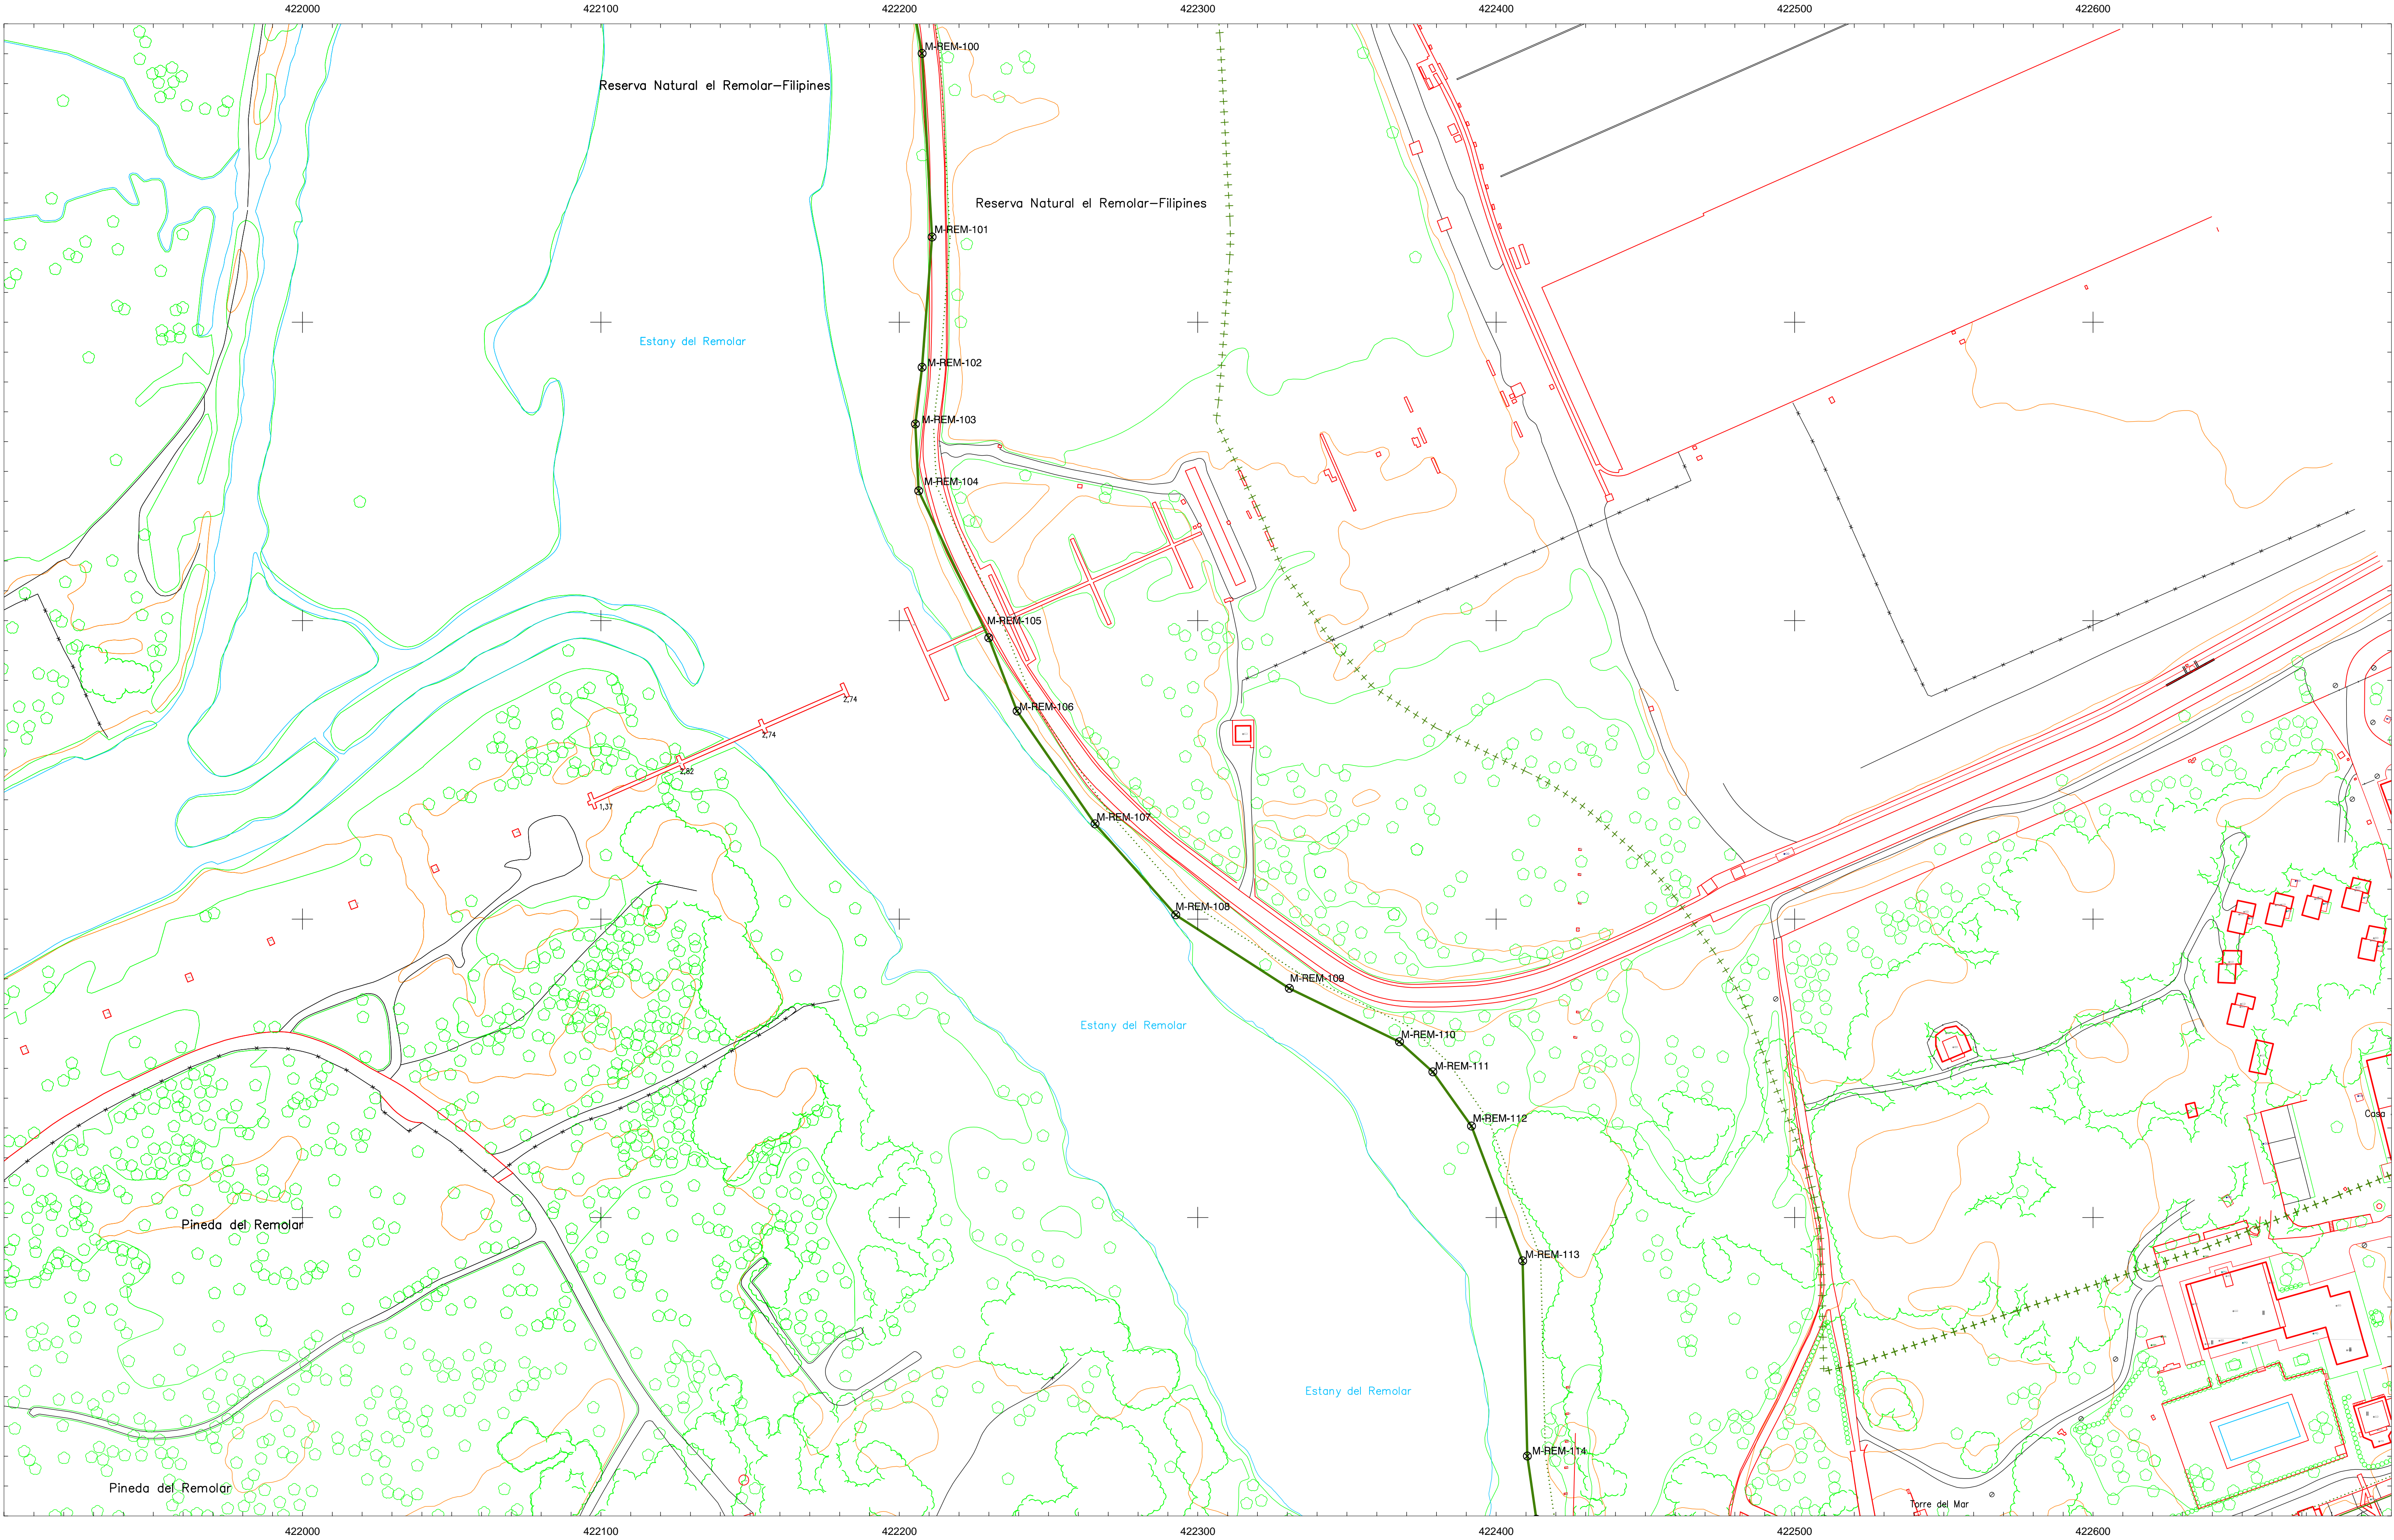 422000 422100 422200 422300 422400 422500 422600
M-REM-100
Reserva Natural el Remolar-Filipines
Reserva Natural el Remolar-Filipines
M-REM-101
Estany del Remolar
M-REM-102
M-REM-103
M-REM-104
M-REM-105
2,74
M-REM-106
2,74
2,82
1,37
M-REM-107
M-REM-108
M-REM-109
Estany del Remolar
M-REM-110
M-REM-111
Casa
M-REM-112
Pineda del Remolar
M-REM-113
Estany del Remolar
M-REM-114
Pineda del Remolar
Torre del Mar
422000 422100 422200 422300 422400 422500 422600